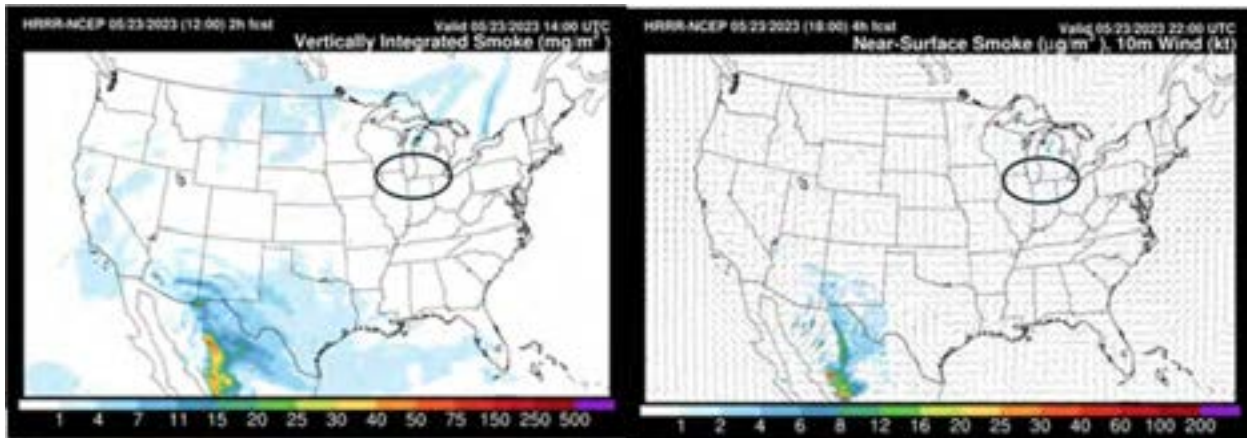 HRRR-NCEP 05/23/2023 (12:00) 2h fcst Valid 05/23/2023 14:00 UTC
Vertically Integrated Smoke (mg/m²)
1 4 7 11 15 20 25 30 40 50 75 150 250 500
HRRR-NCEP 05/23/2023 (18:00) 4h fcst Valid 05/23/2023 22:00 UTC
Near-Surface Smoke (µg/m³), 10m Wind (kt)
1 2 4 6 8 12 16 20 25 30 40 60 100 200